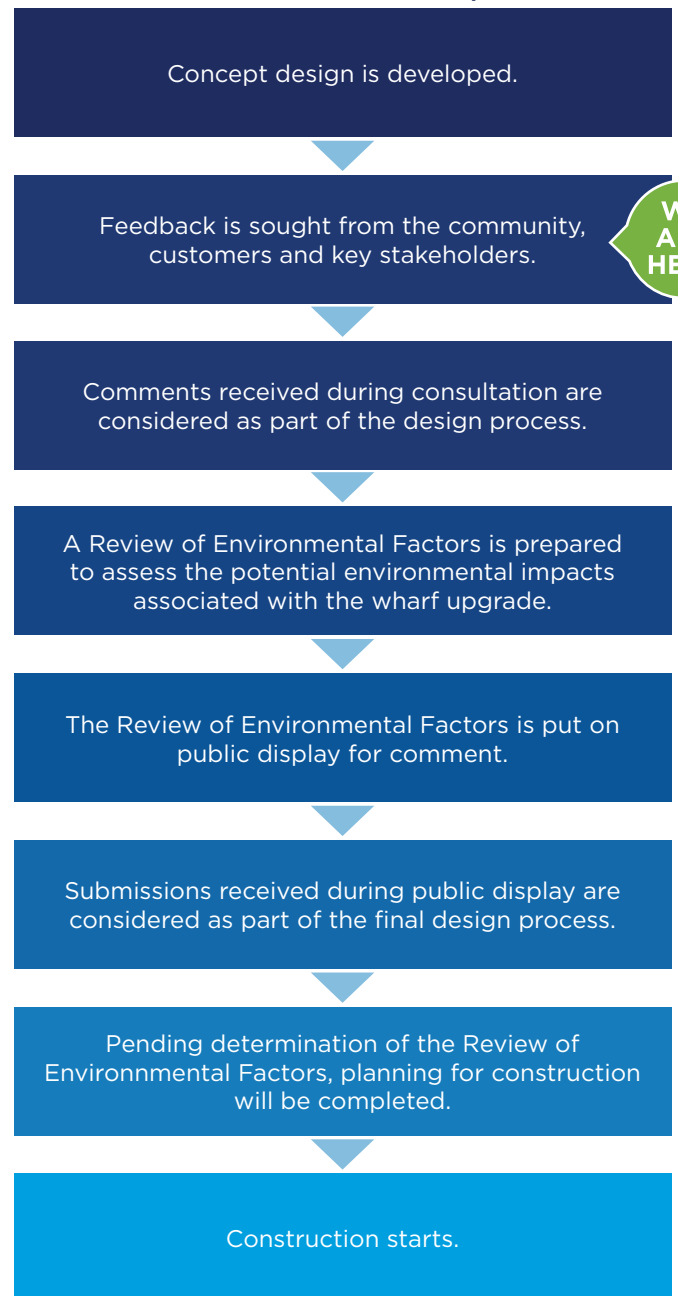 Concept design is developed.
Feedback is sought from the community,
customers and key stakeholders.
Comments received during consultation are
considered as part of the design process.
A Review of Environmental Factors is prepared
to assess the potential environmental impacts
associated with the wharf upgrade.
The Review of Environmental Factors is put on
public display for comment.
Submissions received during public display are
considered as part of the final design process.
Pending determination of the Review of
Environnmental Factors, planning for construction
will be completed.
Construction starts.